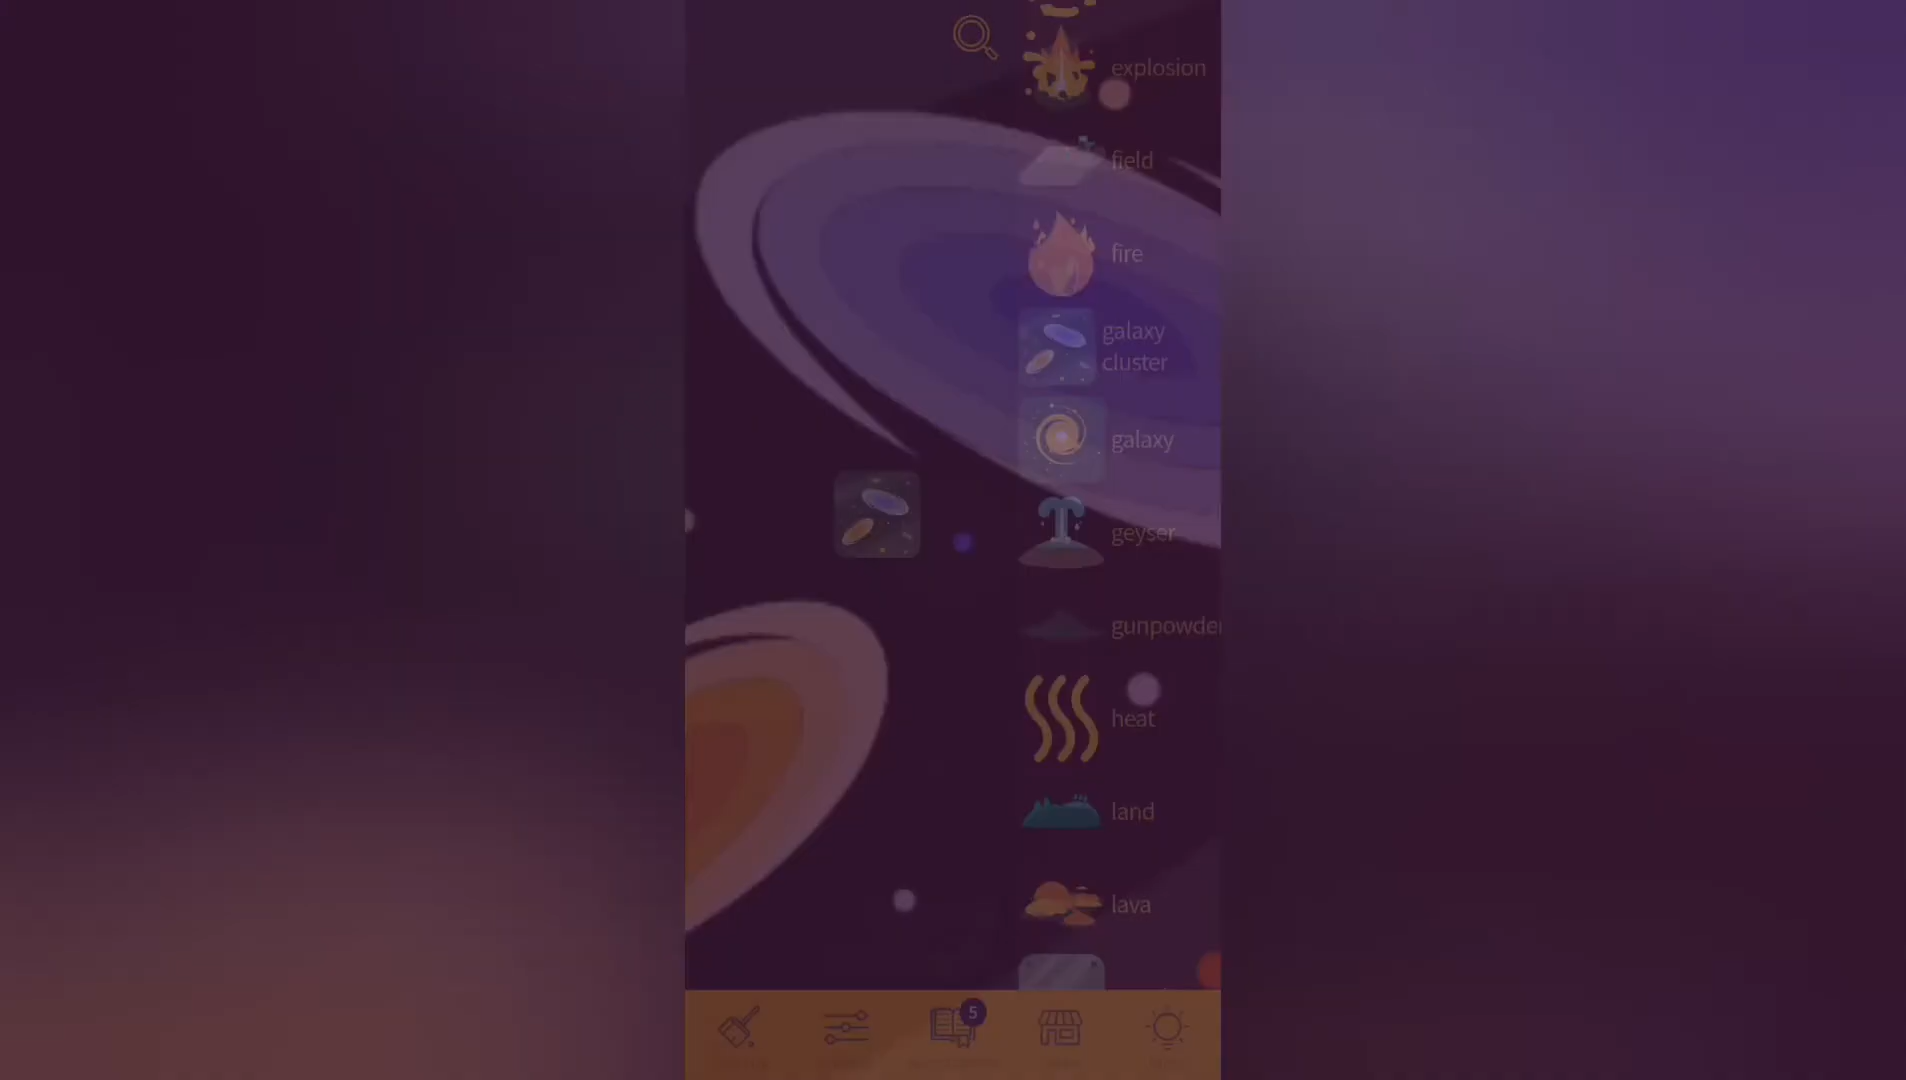 explosion
field
fire
galaxy
cluster
galaxy
geyser
gunpowder
heat
land
lava
5